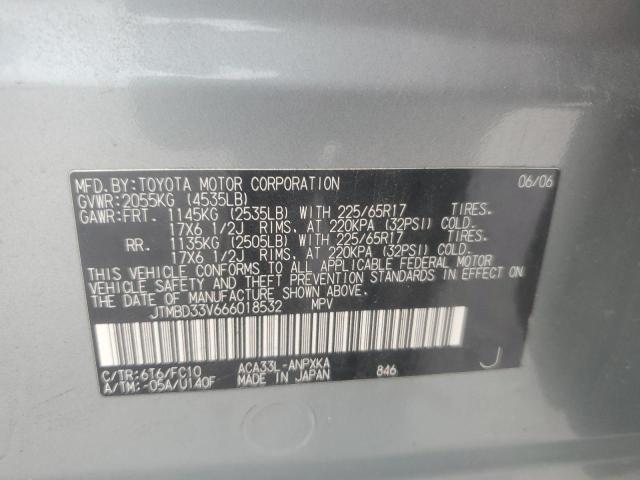 MFD.BY:TOYOTA MOTOR CORPORATION 06/06
GVWR:2055KG (4535LB)
GAWR:FRT. 1145KG (2535LB) WITH 225/65R17 TIRES.
17X6 1/2J RIMS. AT 220KPA (32PSI) COLD.
RR. 1135KG (2505LB) WITH 225/65R17 TIRES.
17X6 1/2J RIMS. AT 220KPA (32PSI) COLD.
THIS VEHICLE CONFORMS TO ALL APPLICABLE FEDERAL MOTOR
VEHICLE SAFETY AND THEFT PREVENTION STANDARDS IN EFFECT ON
THE DATE OF MANUFACTURE SHOWN ABOVE.
JTMBD33V666018532 MPV
C/TR:6T6/FC10 ACA33L-ANPXKA J
A/TM:-05A/U140F MADE IN JAPAN 846